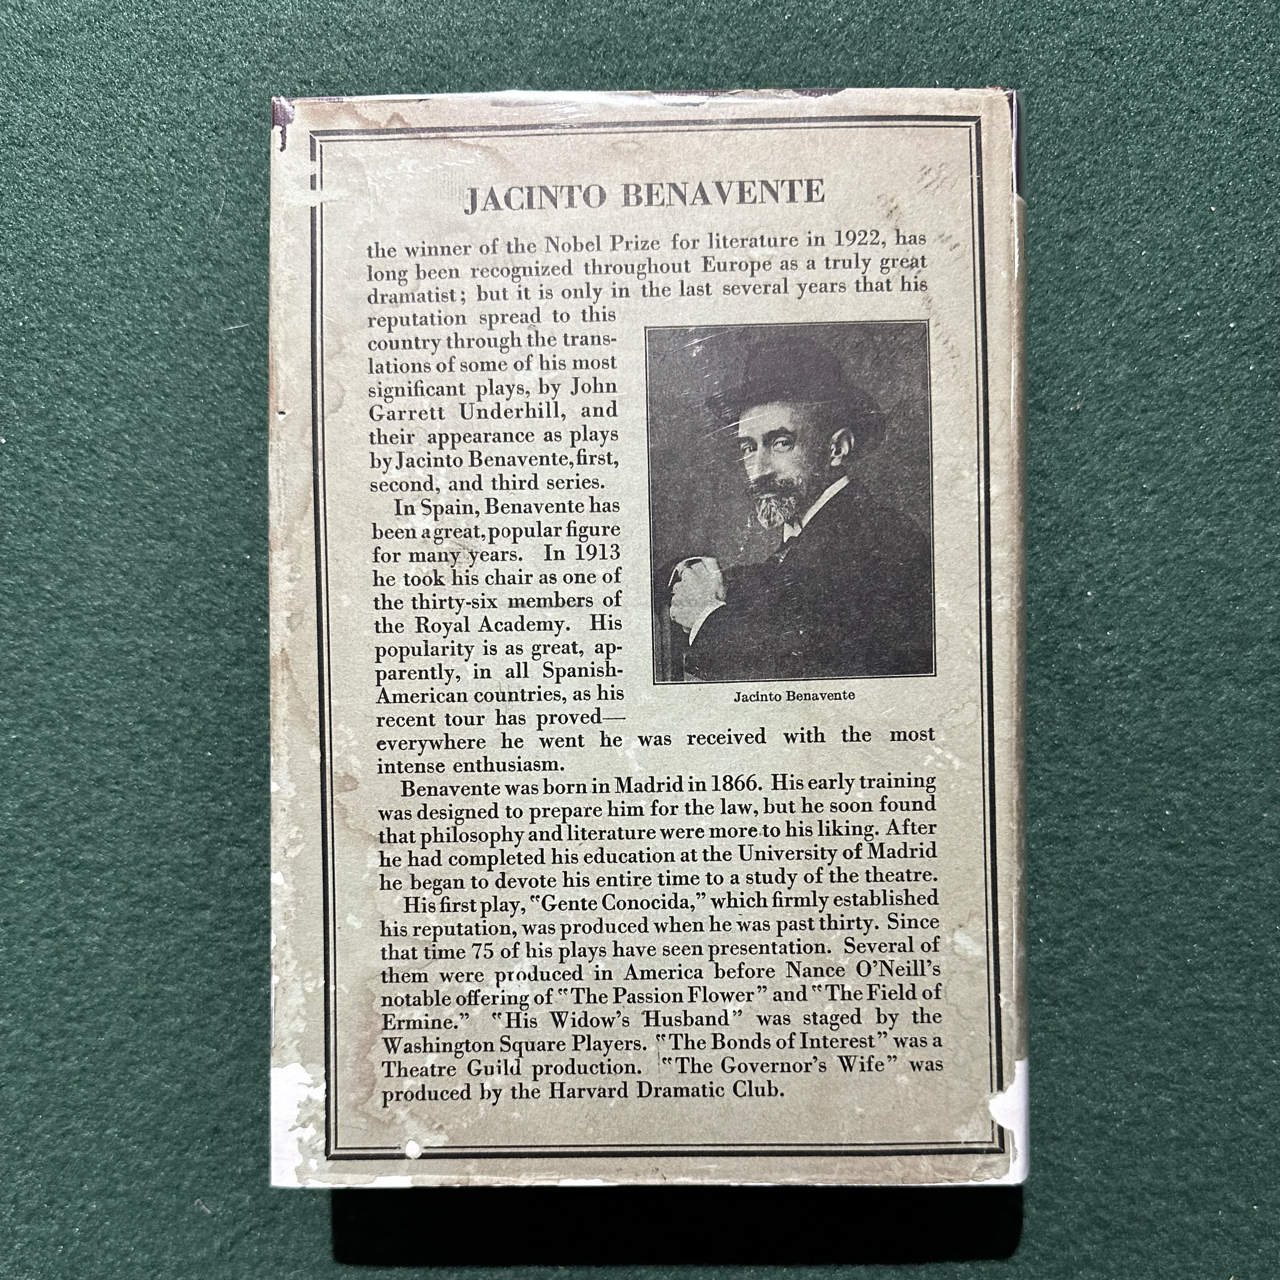 JACINTO BENAVENTE
the winner of the Nobel Prize for literature in 1922, has
long been recognized throughout Europe as a truly great
dramatist; but it is only in the last several years that his
reputation spread to this
country through the trans-
lations of some of his most
significant plays, by John
Garrett Underhill, and
their appearance as plays
by Jacinto Benavente, first,
second, and third series.
In Spain, Benavente has
been a great, popular figure
for many years. In 1913
he took his chair as one of
the thirty-six members of
the Royal Academy. His
popularity is as great, ap-
parently, in all Spanish-
American countries, as his
recent tour has proved—
Jacinto Benavente
everywhere he went he was received with the most
intense enthusiasm.
Benavente was born in Madrid in 1866. His early training
was designed to prepare him for the law, but he soon found
that philosophy and literature were more to his liking. After
he had completed his education at the University of Madrid
he began to devote his entire time to a study of the theatre.
His first play, "Gente Conocida," which firmly established
his reputation, was produced when he was past thirty. Since
that time 75 of his plays have seen presentation. Several of
them were produced in America before Nance O'Neill's
notable offering of "The Passion Flower" and "The Field of
Ermine." "His Widow's Husband" was staged by the
Washington Square Players. "The Bonds of Interest" was a
Theatre Guild production. "The Governor's Wife" was
produced by the Harvard Dramatic Club.